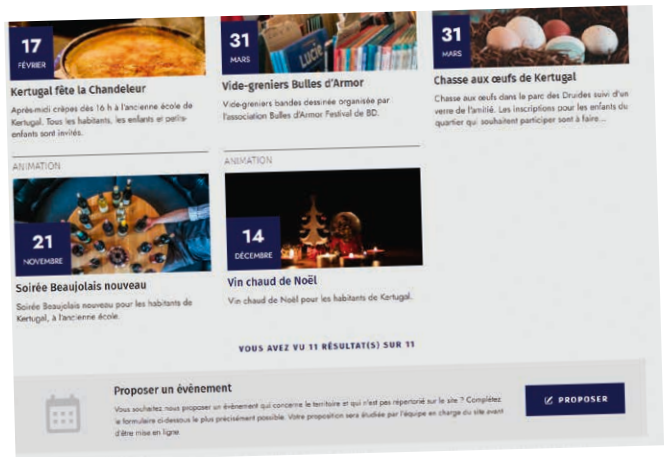 17
FÉVRIER
Kertugal fête la Chandeleur
Après-midi crêpes dès 16 h à l'ancienne école de
Kertugal. Tous les habitants, les enfants et petits-
enfants sont invités.
31
MARS
LUCIE
Vide-greniers Bulles d'Armor
Vide-greniers bandes dessinée organisée par
l'association Bulles d'Armor Festival de BD.
31
MARS
Chasse aux œufs de Kertugal
Chasse aux œufs dans le parc des Druides suivi d'un
verre de l'amitié. Les inscriptions pour les enfants du
quartier qui souhaitent participer sont à faire...
ANIMATION
21
NOVEMBRE
Soirée Beaujolais nouveau
Soirée Beaujolais nouveau pour les habitants de
Kertugal, à l'ancienne école.
ANIMATION
14
DÉCEMBRE
Vin chaud de Noël
Vin chaud de Noël pour les habitants de Kertugal.
VOUS AVEZ VU 11 RÉSULTAT(S) SUR 11
Proposer un évènement
Vous souhaitez nous proposer un évènement qui concerne le territoire et qui n'est pas répertorié sur le site ? Complétez
le formulaire ci-dessous le plus précisément possible. Votre proposition sera étudiée par l'équipe en charge du site avant
d'être mise en ligne.
PROPOSER